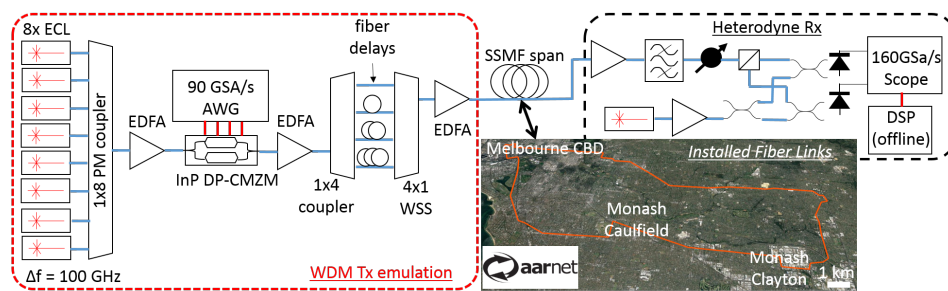 8x ECL
1x8 PM coupler
Δf = 100 GHz
EDFA
90 GSA/s
AWG
InP DP-CMZM
EDFA
fiber
delays
1x4
coupler
4x1
WSS
EDFA
WDM Tx emulation
SSMF span
Heterodyne Rx
160GSa/s
Scope
DSP
(offline)
Melbourne CBD
Installed Fiber Links
Monash
Caulfield
Monash
Clayton
1 km
aarnet